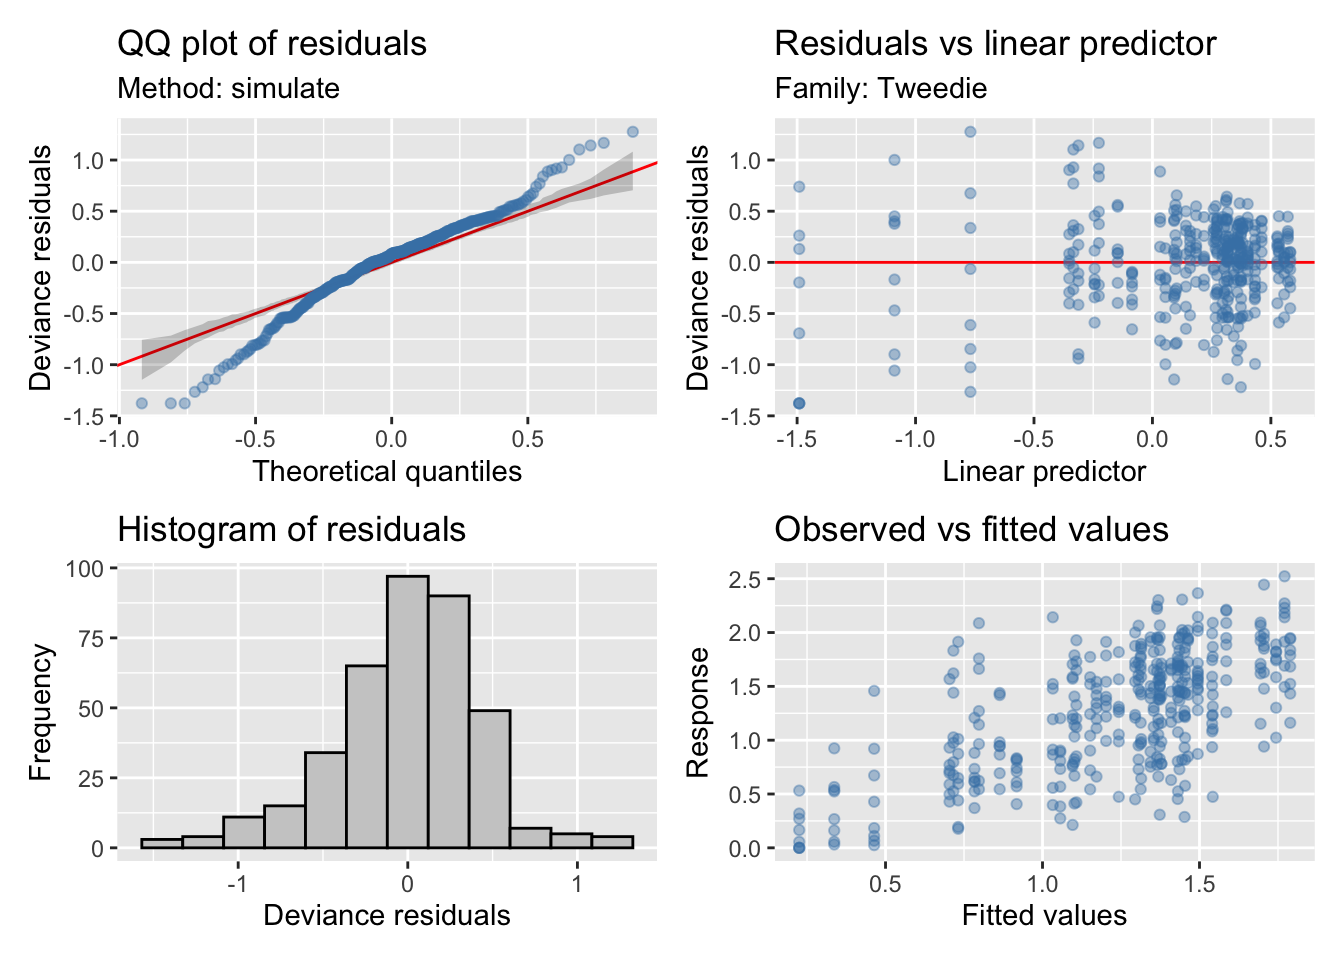 QQ plot of residuals
Method: simulate
Deviance residuals
1.0
0.5
0.0
-0.5
-1.0
-1.5
-1.0
-0.5
0.0
0.5
Theoretical quantiles
Residuals vs linear predictor
Family: Tweedie
Deviance residuals
1.0
0.5
0.0
-0.5
-1.0
-1.5
-1.5
-1.0
-0.5
0.0
0.5
Linear predictor
Histogram of residuals
Frequency
100
75
50
25
0
-1
0
1
Deviance residuals
Observed vs fitted values
Response
2.5
2.0
1.5
1.0
0.5
0.0
0.5
1.0
1.5
Fitted values